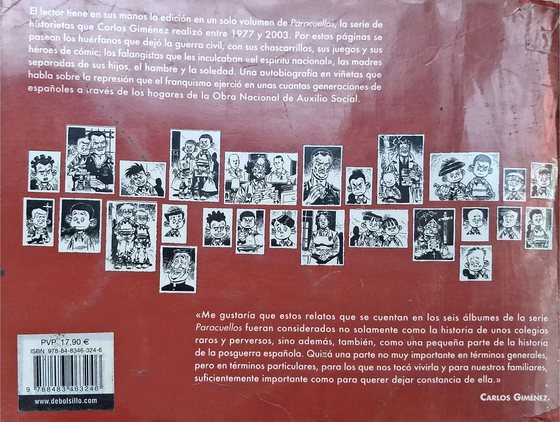 El lector tiene en sus manos la edición en un solo volumen de Paracuellos, la serie de
historietas que Carlos Giménez realizó entre 1977 y 2003. Por estas páginas se
pasean los huérfanos que dejó la guerra civil, con sus chascarrillos, sus juegos y sus
héroes de cómic; los falangistas que les inculcaban «el espíritu nacional», las madres
separadas de sus hijos, el hambre y la soledad. Una autobiografía en viñetas que
habla sobre la represión que el franquismo ejerció en unas cuantas generaciones de
españoles a través de los hogares de la Obra Nacional de Auxilio Social.
«Me gustaría que estos relatos que se cuentan en los seis álbumes de la serie
Paracuellos fueran considerados no solamente como la historia de unos colegios
raros y perversos, sino además, también, como una pequeña parte de la historia
de la posguerra española. Quizá una parte no muy importante en términos generales,
pero en términos particulares, para los que nos tocó vivirla y para nuestros familiares,
suficientemente importante como para querer dejar constancia de ella.»
CARLOS GIMÉNEZ
PVP. 17,90 €
ISBN 978-84-8346-324-6
9 788483 463246
www.debolsillo.com